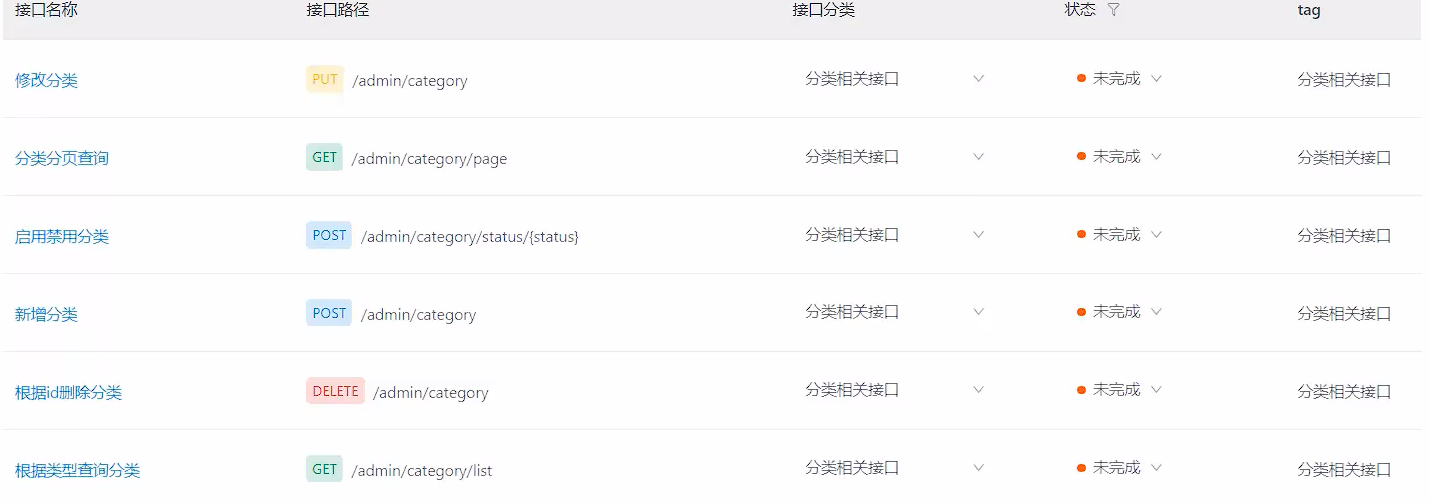 接口名称 接口路径 接口分类 状态 tag
修改分类 PUT /admin/category 分类相关接口 未完成 分类相关接口
分类分页查询 GET /admin/category/page 分类相关接口 未完成 分类相关接口
启用禁用分类 POST /admin/category/status/{status} 分类相关接口 未完成 分类相关接口
新增分类 POST /admin/category 分类相关接口 未完成 分类相关接口
根据id删除分类 DELETE /admin/category 分类相关接口 未完成 分类相关接口
根据类型查询分类 GET /admin/category/list 分类相关接口 未完成 分类相关接口